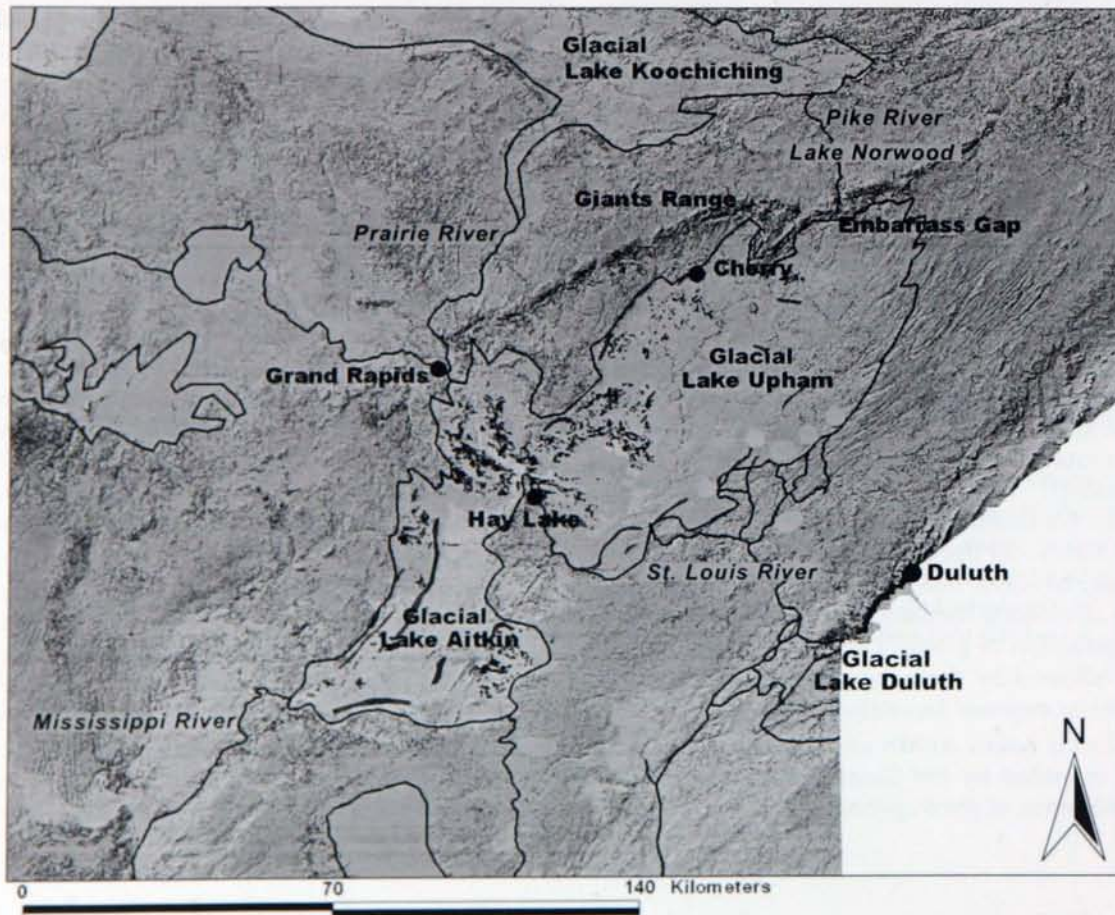 Glacial
Lake Koochiching
Pike River
Lake Norwood
Giants Range
Prairie River
Embarrass Gap
Cherry
Glacial
Lake Upham
Grand Rapids
Hay Lake
St. Louis River
Duluth
Glacial
Lake Aitkin
Glacial
Lake Duluth
Mississippi River
N
0 70 140 Kilometers